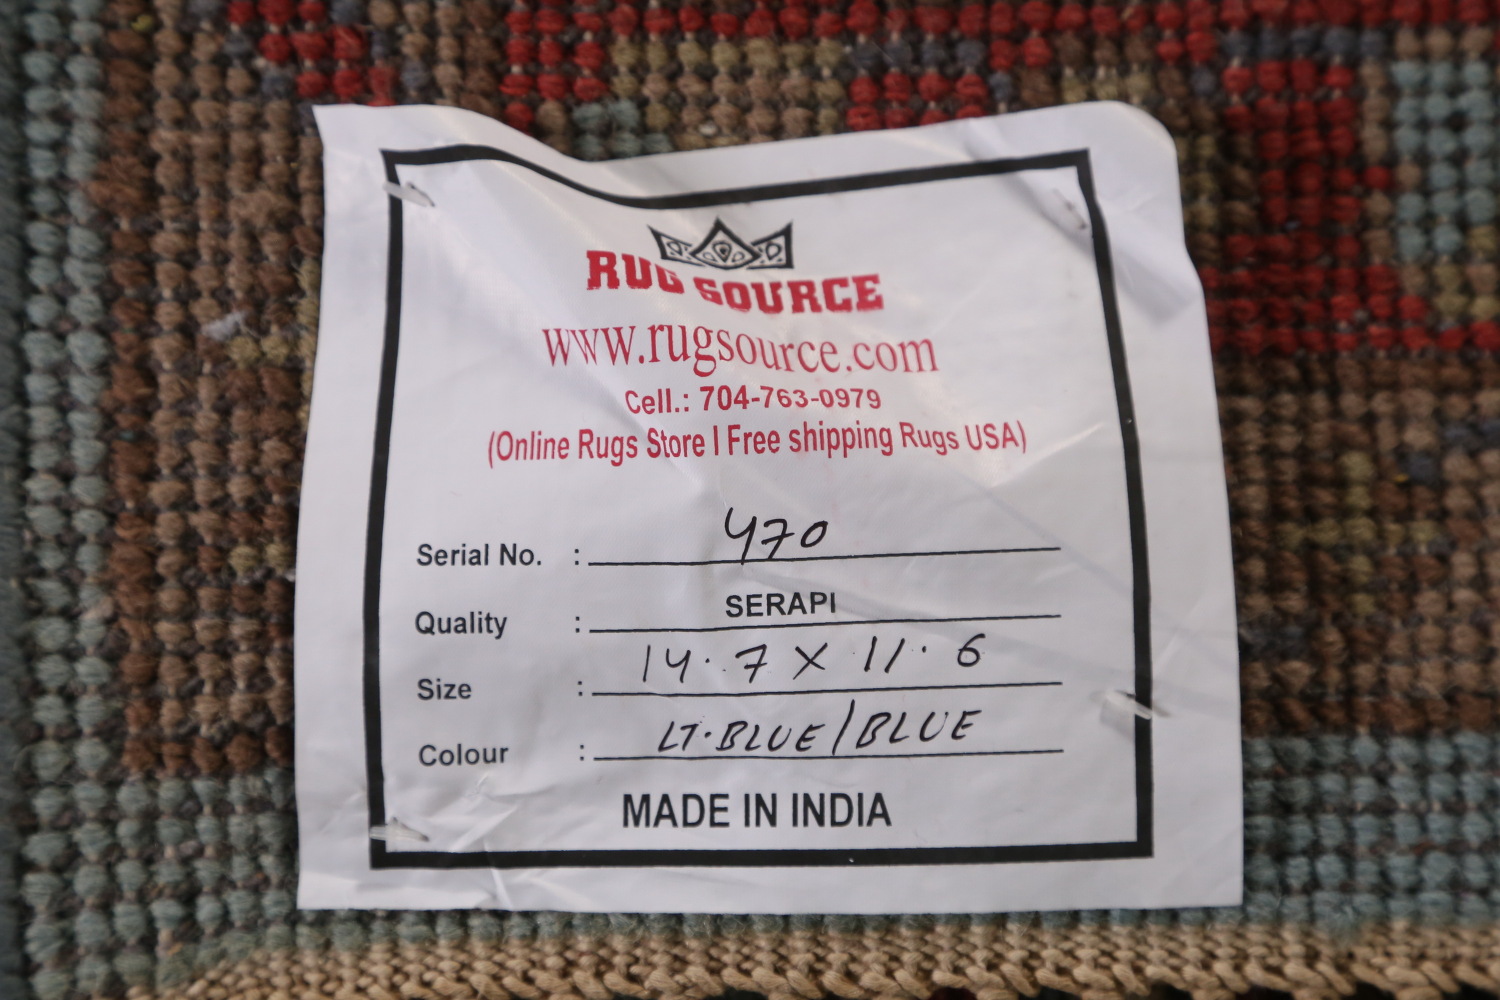 RUG SOURCE
www.rugsource.com
Cell.: 704-763-0979
(Online Rugs Store I Free shipping Rugs USA)
Serial No. : 470
Quality : SERAPI
Size : 14.7 X 11.6
Colour : LT.BLUE/BLUE
MADE IN INDIA